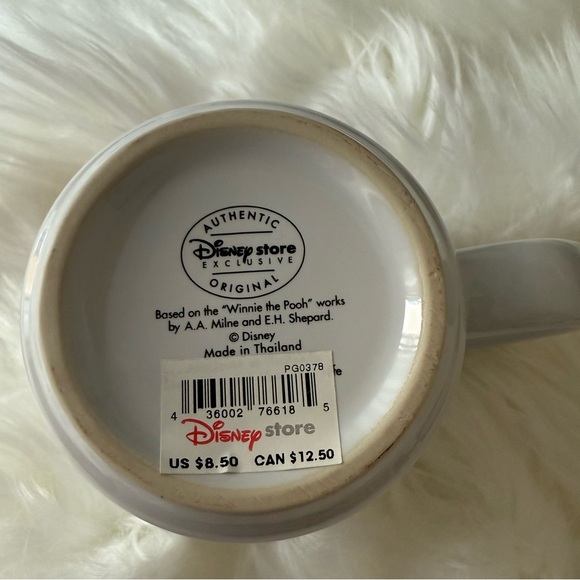 AUTHENTIC
Disney store
EXCLUSIVE
ORIGINAL
Based on the "Winnie the Pooh" works
by A.A. Milne and E.H. Shepard.
© Disney
Made in Thailand
PG0378
4 36002 76618 5
Disney store
US $8.50 CAN $12.50